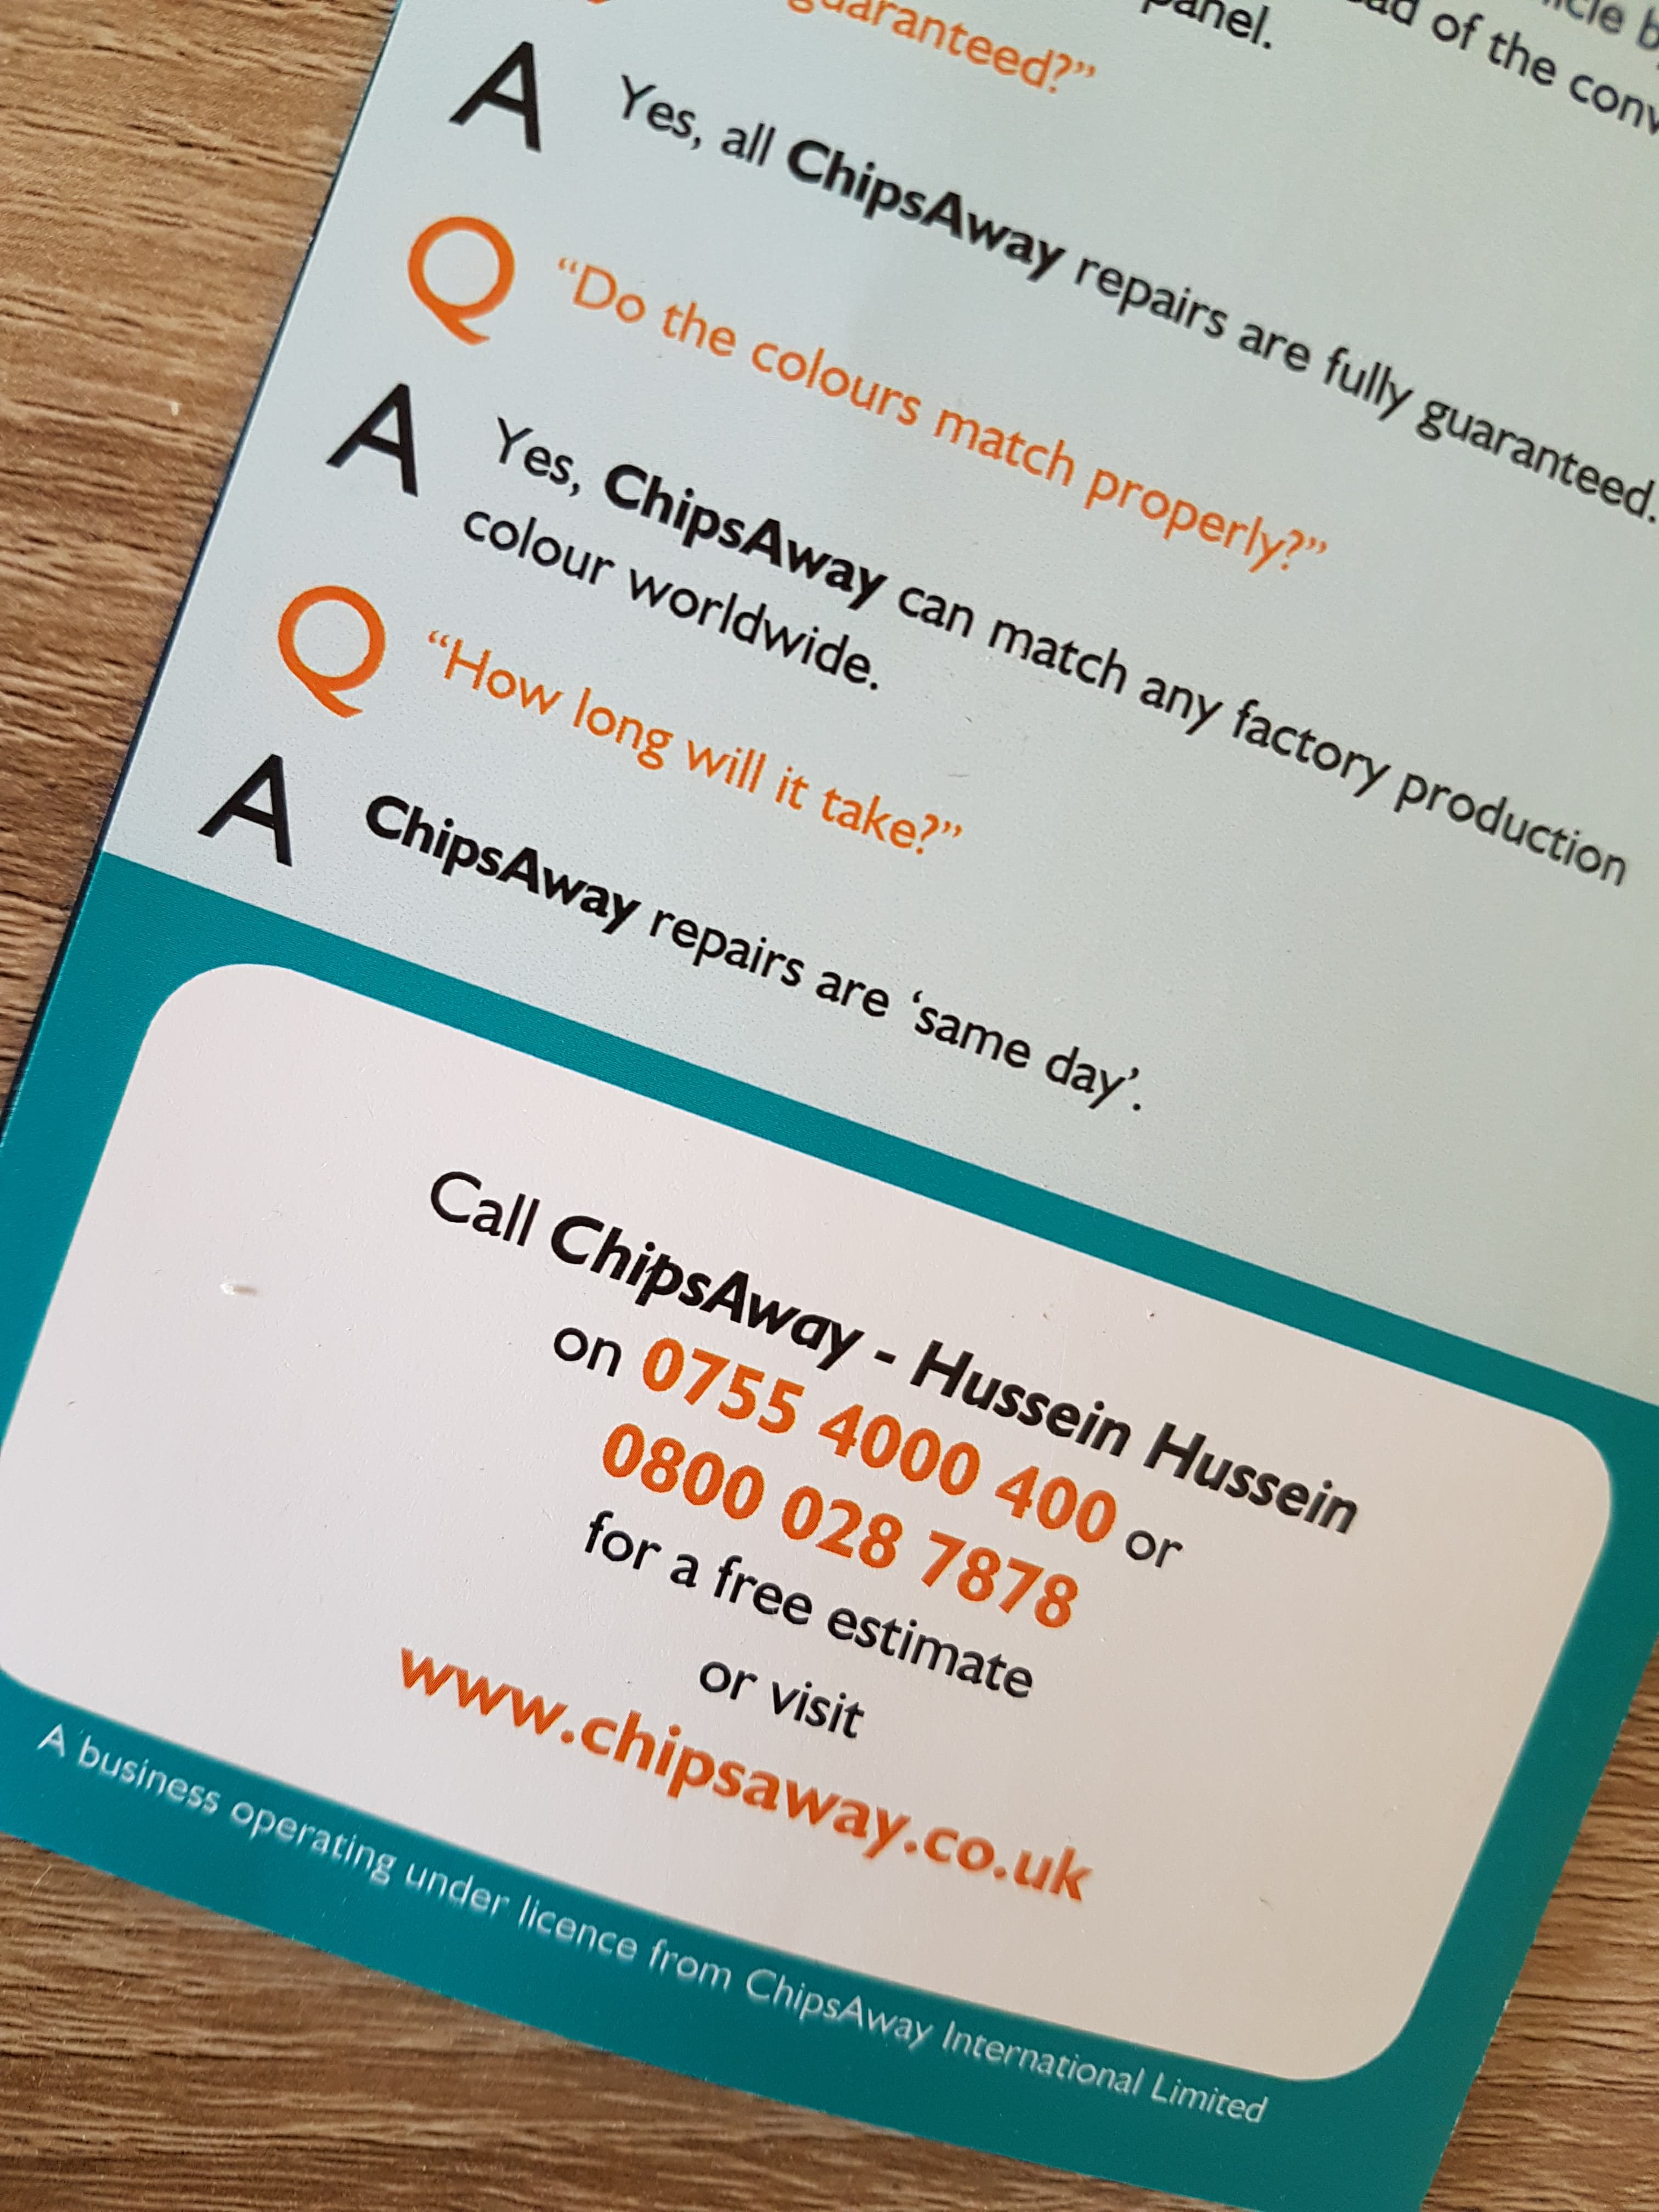 panel.
ad of the
guaranteed?”
A Yes, all ChipsAway repairs are fully guaranteed.
Q “Do the colours match properly?”
A Yes, ChipsAway can match any factory production
colour worldwide.
Q “How long will it take?”
A ChipsAway repairs are ‘same day’.
Call ChipsAway - Hussein Hussein
on 0755 4000 400 or
0800 028 7878
for a free estimate
or visit
www.chipsaway.co.uk
A business operating under licence from ChipsAway International Limited